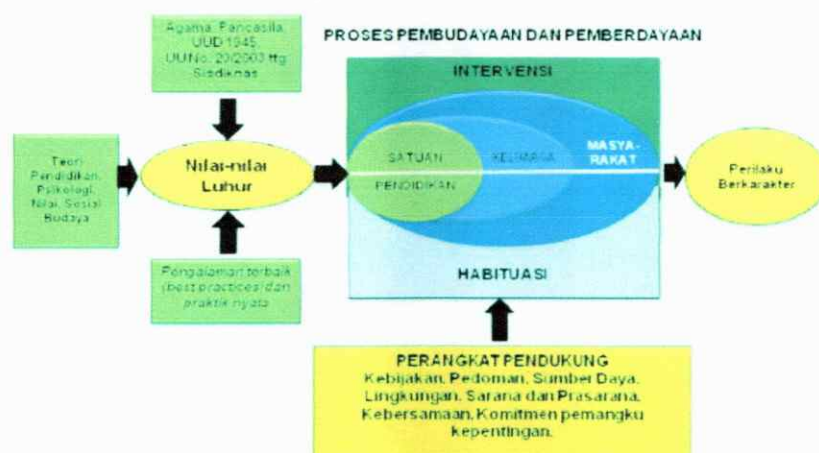 Agama, Pancasila,
UUD 1945,
UU No. 20/2003 ttg
Sisdiknas
PROSES PEMBUDAYAAN DAN PEMBERDAYAAN
INTERVENSI
Teori
Pendidikan,
Psikologi,
Nilai, Sosial
Budaya
Nilai-nilai
Luhur
SATUAN
PENDIDIKAN
KELUARGA
MASYA-
RAKAT
Perilaku
Berkarakter
Pengalaman terbaik
(best practices) dan
praktik nyata
HABITUASI
PERANGKAT PENDUKUNG
Kebijakan, Pedoman, Sumber Daya,
Lingkungan, Sarana dan Prasarana,
Kebersamaan, Komitmen pemangku
kepentingan.